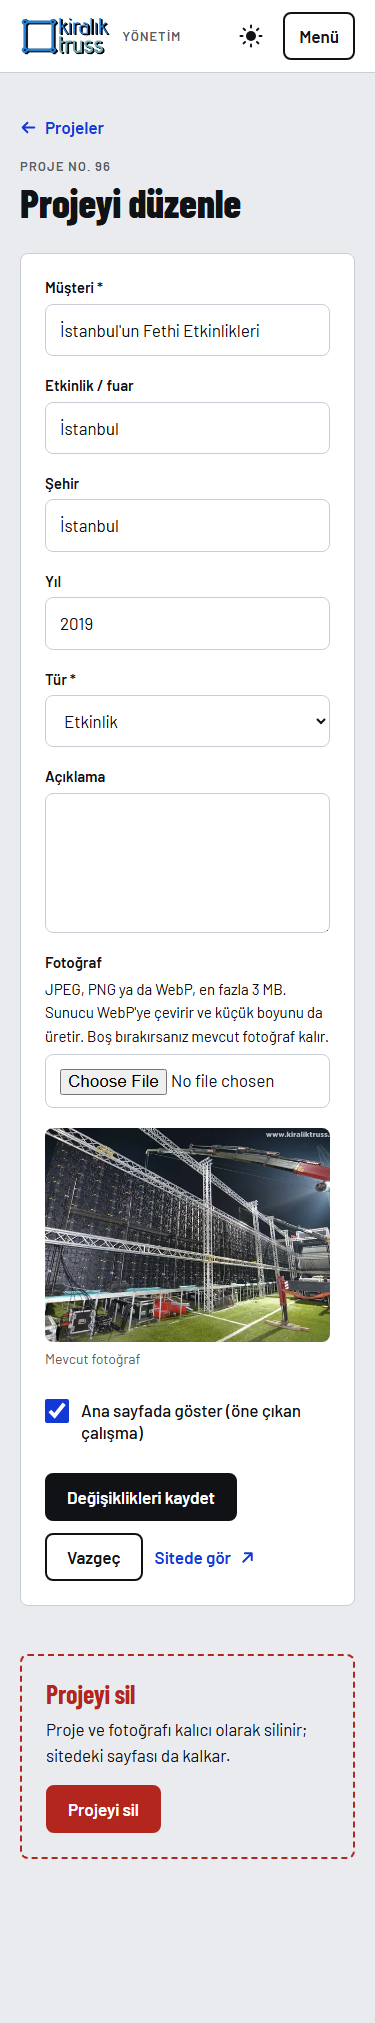 kiralık
truss
YÖNETİM
Menü
← Projeler
PROJE NO. 96
Projeyi düzenle
Müşteri *
İstanbul'un Fethi Etkinlikleri
Etkinlik / fuar
İstanbul
Şehir
İstanbul
Yıl
2019
Tür *
Etkinlik
Açıklama
Fotoğraf
JPEG, PNG ya da WebP, en fazla 3 MB.
Sunucu WebP'ye çevirir ve küçük boyunu da
üretir. Boş bırakırsanız mevcut fotoğraf kalır.
Choose File No file chosen
www.kiraliktruss.
Mevcut fotoğraf
Ana sayfada göster (öne çıkan
çalışma)
Değişiklikleri kaydet
Vazgeç
Sitede gör ↗
Projeyi sil
Proje ve fotoğrafı kalıcı olarak silinir;
sitedeki sayfası da kalkar.
Projeyi sil